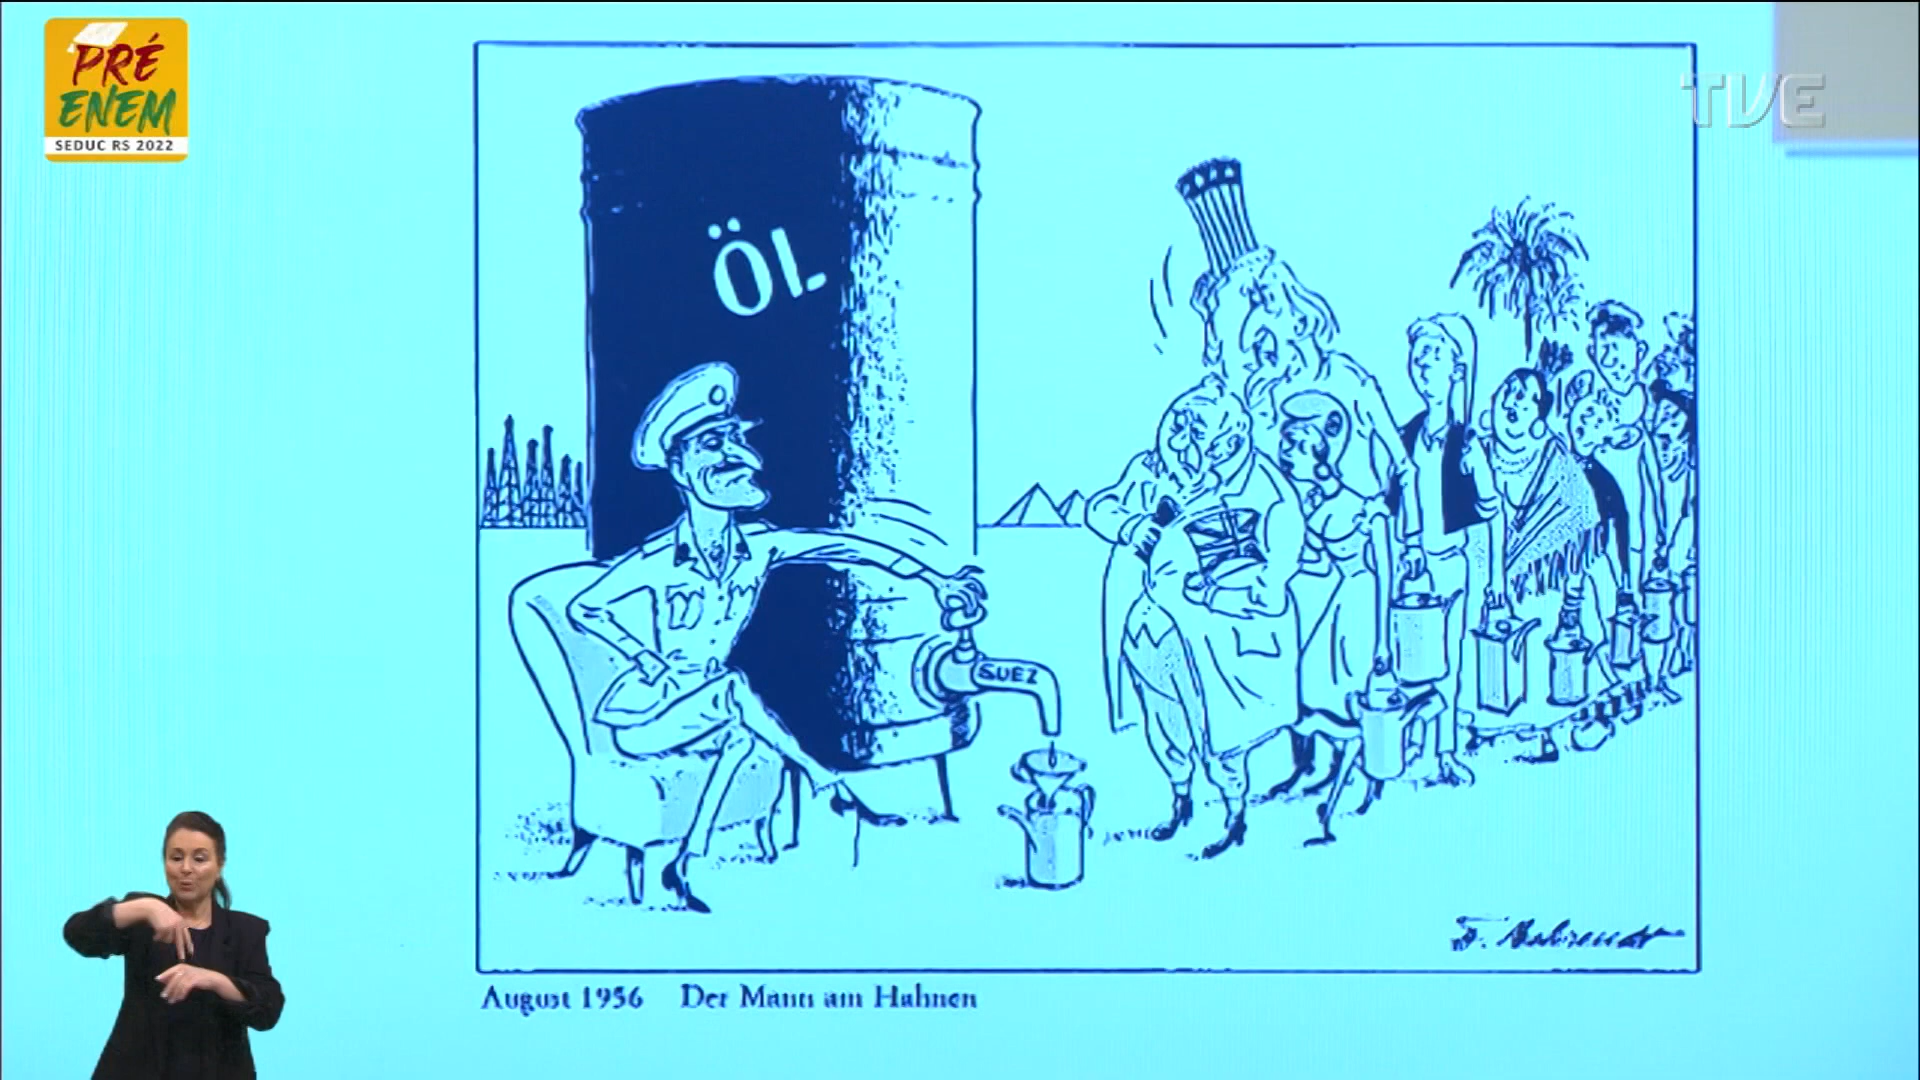 PRÉ
ENEM
SEDUC RS 2022
TVE
ÖL
SUEZ
August 1956 Der Mann am Hahnen